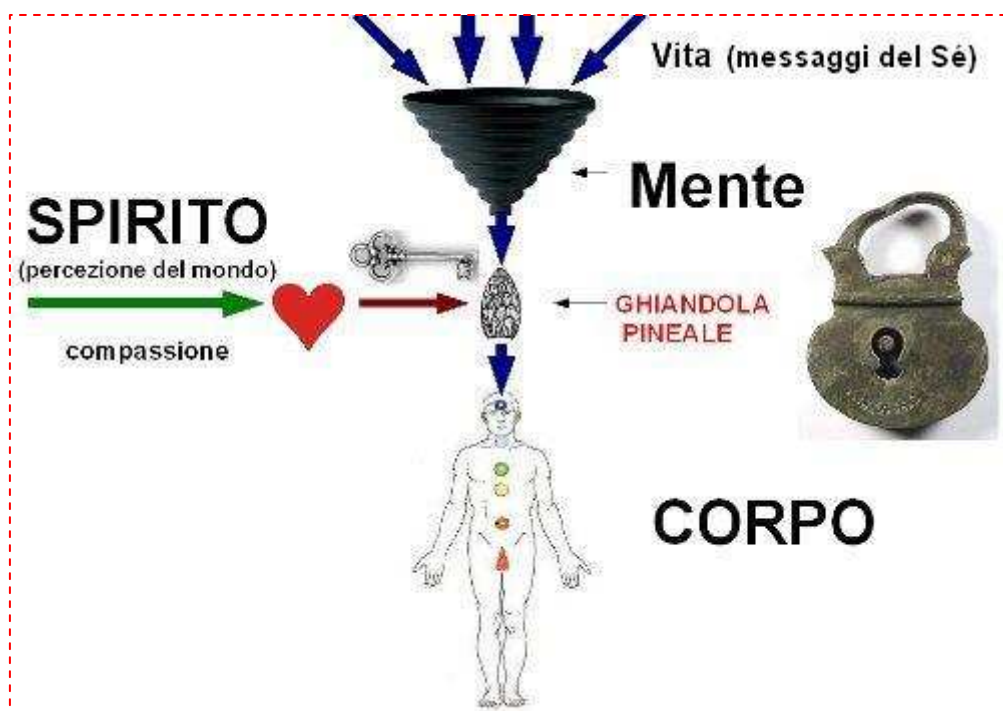 Vita (messaggi del Sé)
Mente
SPIRITO
(percezione del mondo)
compassione
GHIANDOLA
PINEALE
CORPO